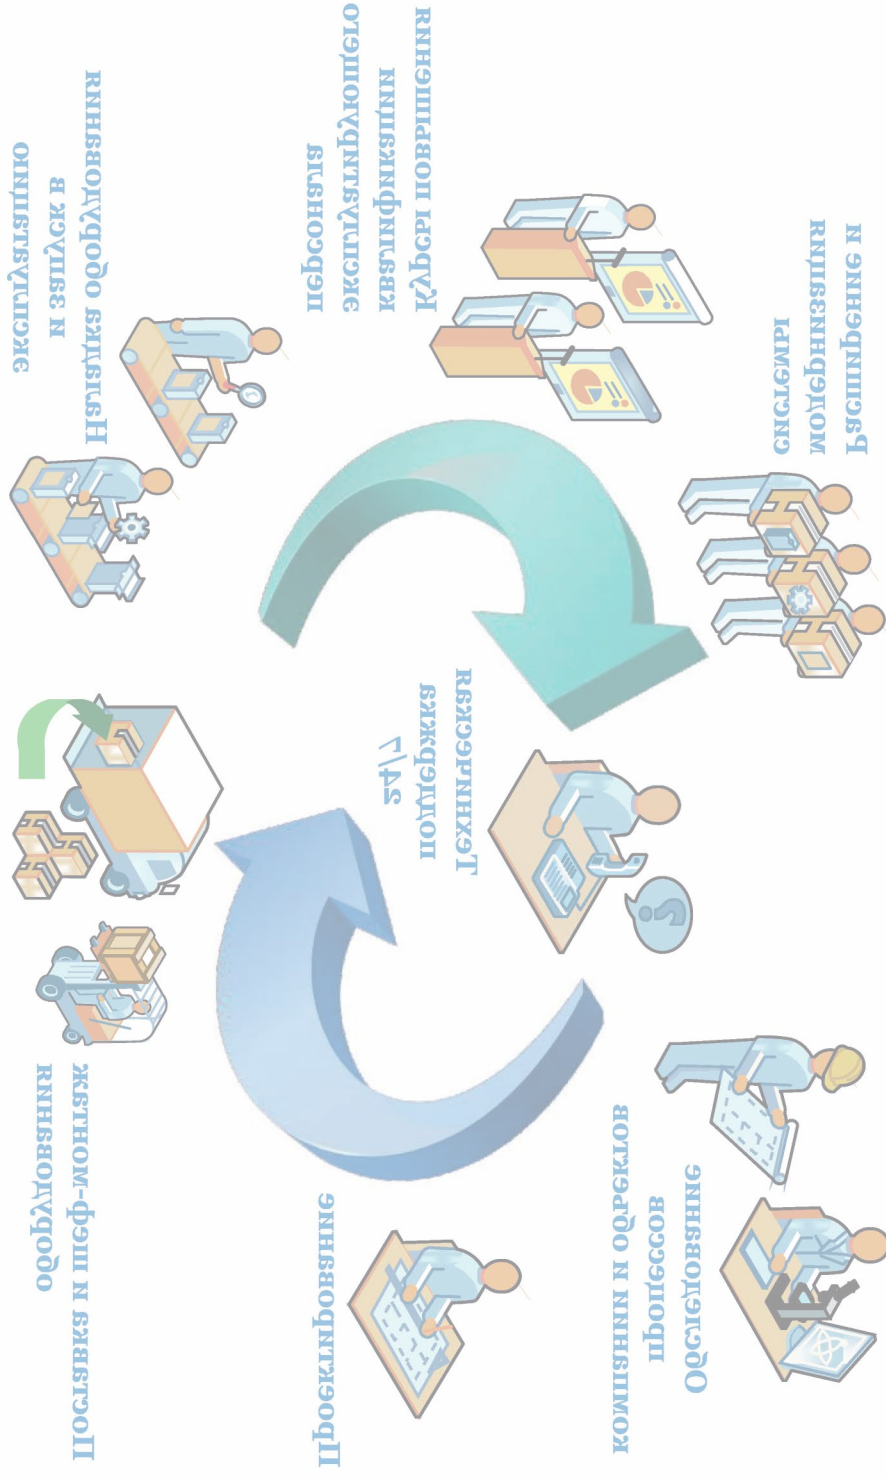 Обследование
процессов
компании и объектов
Проектирование
Поставка и шеф-монтаж
оборудования
Наладка оборудования
и запуск в
эксплуатацию
Курсы повышения
квалификации
эксплуатирующего
персонала
Расширение и
модернизация
системы
Техническая
поддержка
24/7
?